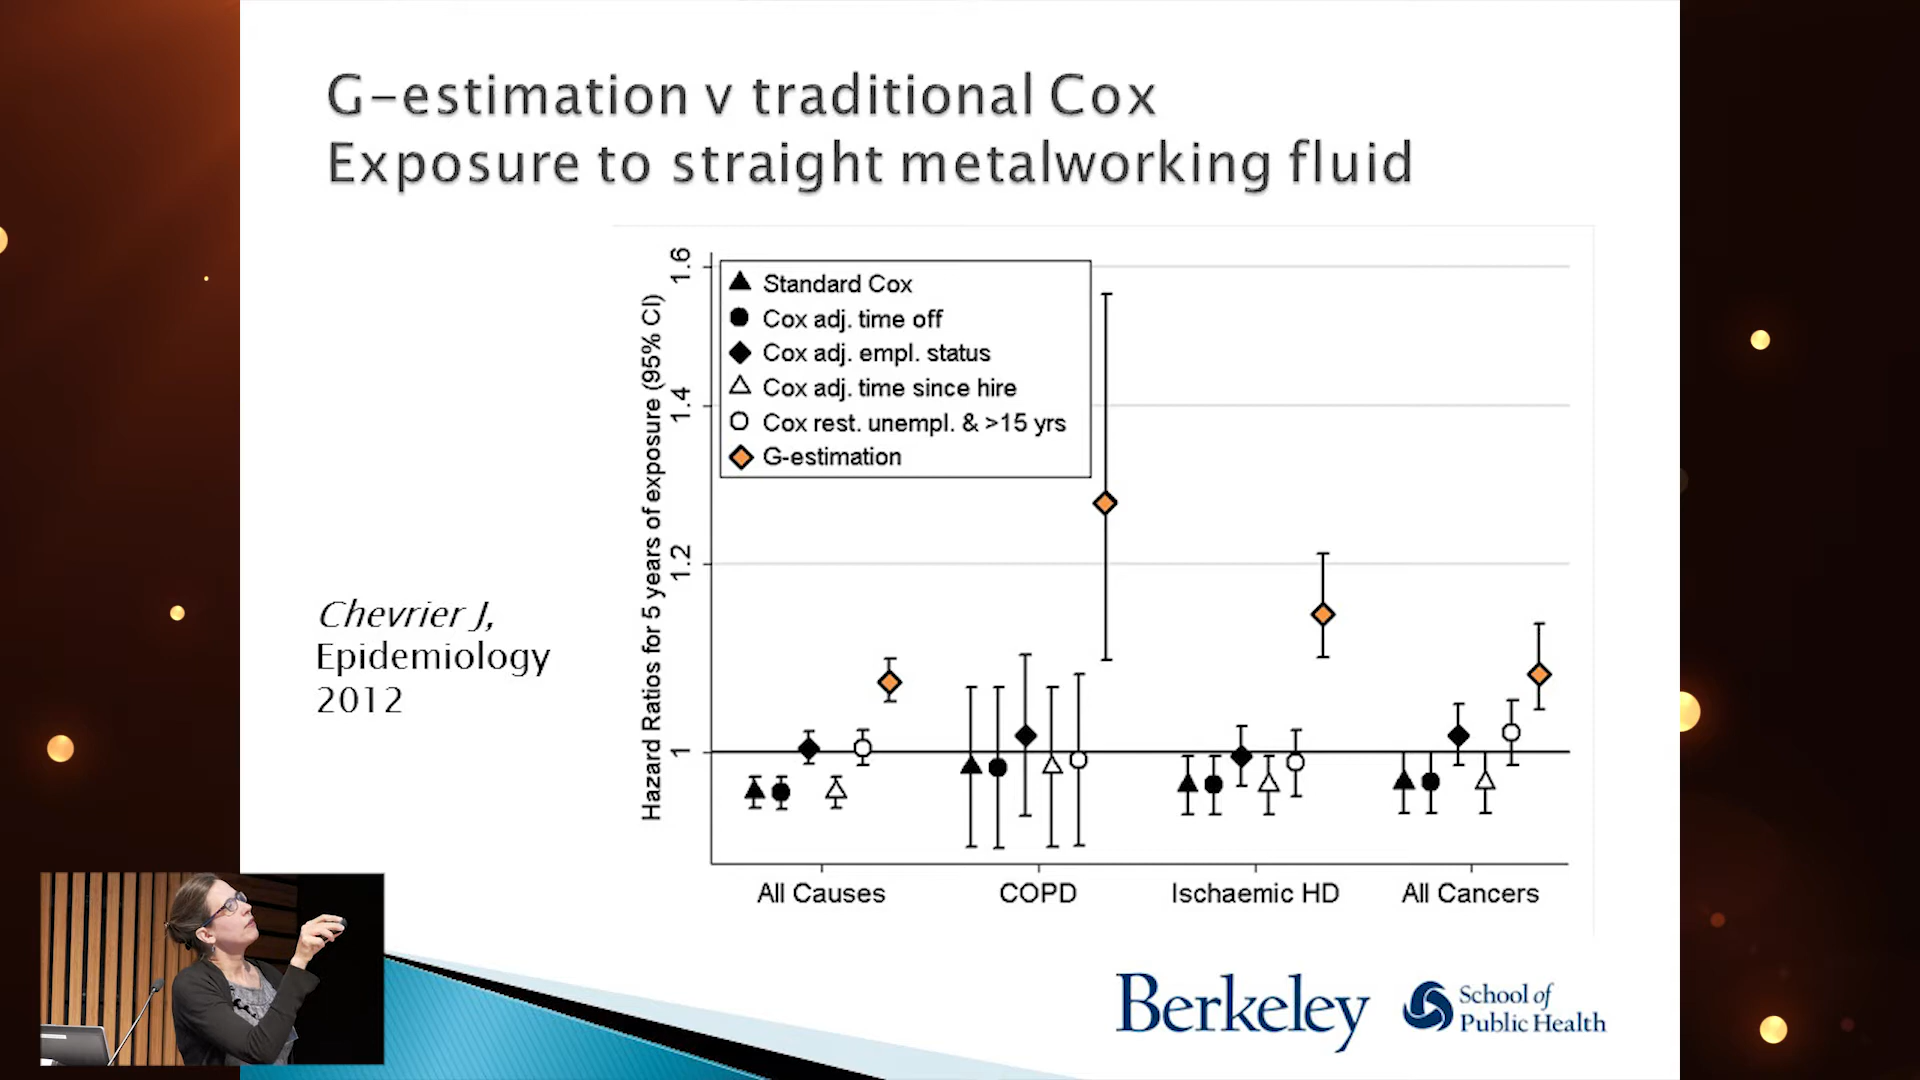 G-estimation v traditional Cox
Exposure to straight metalworking fluid
Hazard Ratios for 5 years of exposure (95% CI)
1.6
1.4
1.2
1
Standard Cox
Cox adj. time off
Cox adj. empl. status
Cox adj. time since hire
Cox rest. unempl. & >15 yrs
G-estimation
All Causes
COPD
Ischaemic HD
All Cancers
Chevrier J,
Epidemiology
2012
Berkeley
School of
Public Health